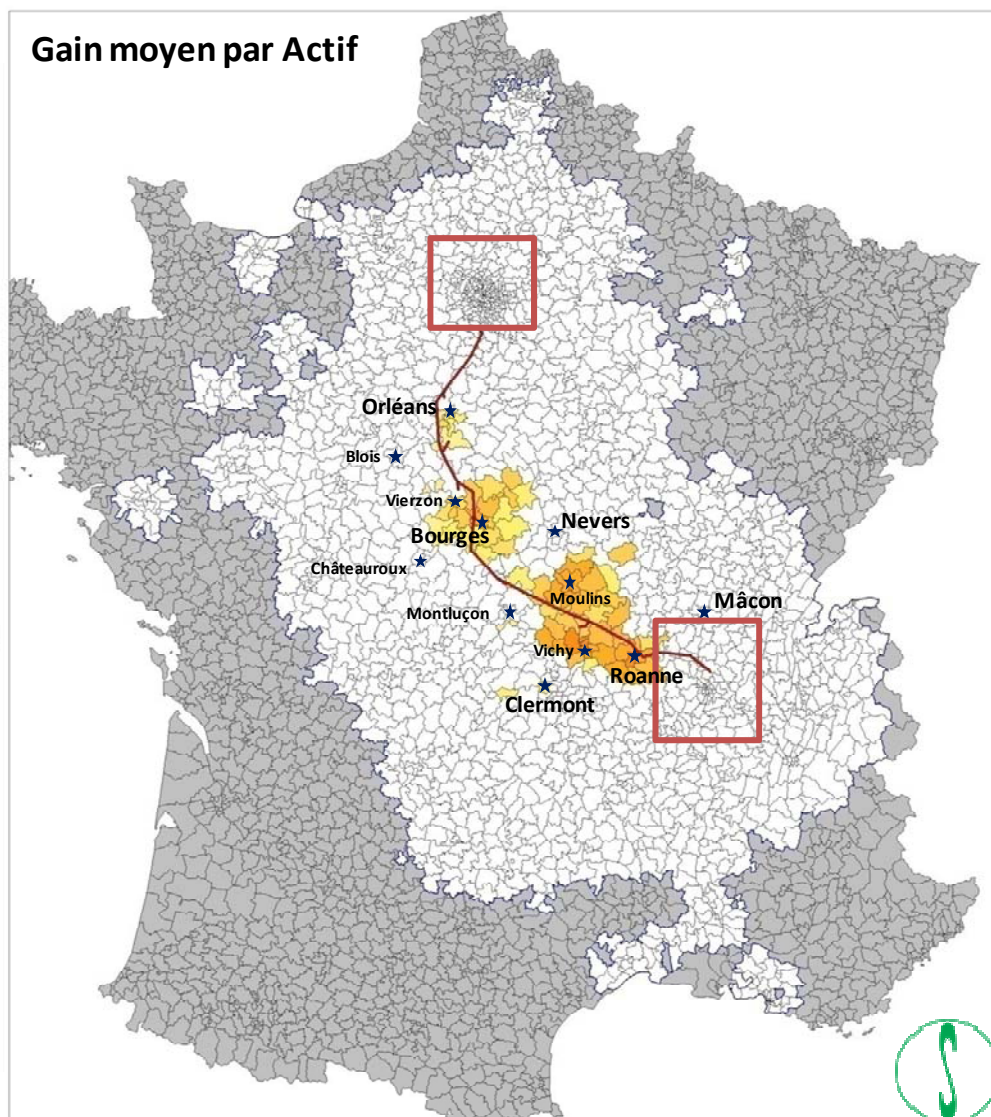 Gain moyen par Actif
Orléans
Blois
Vierzon
Nevers
Bourges
Châteauroux
Moulins
Mâcon
Montluçon
Vichy
Roanne
Clermont
S